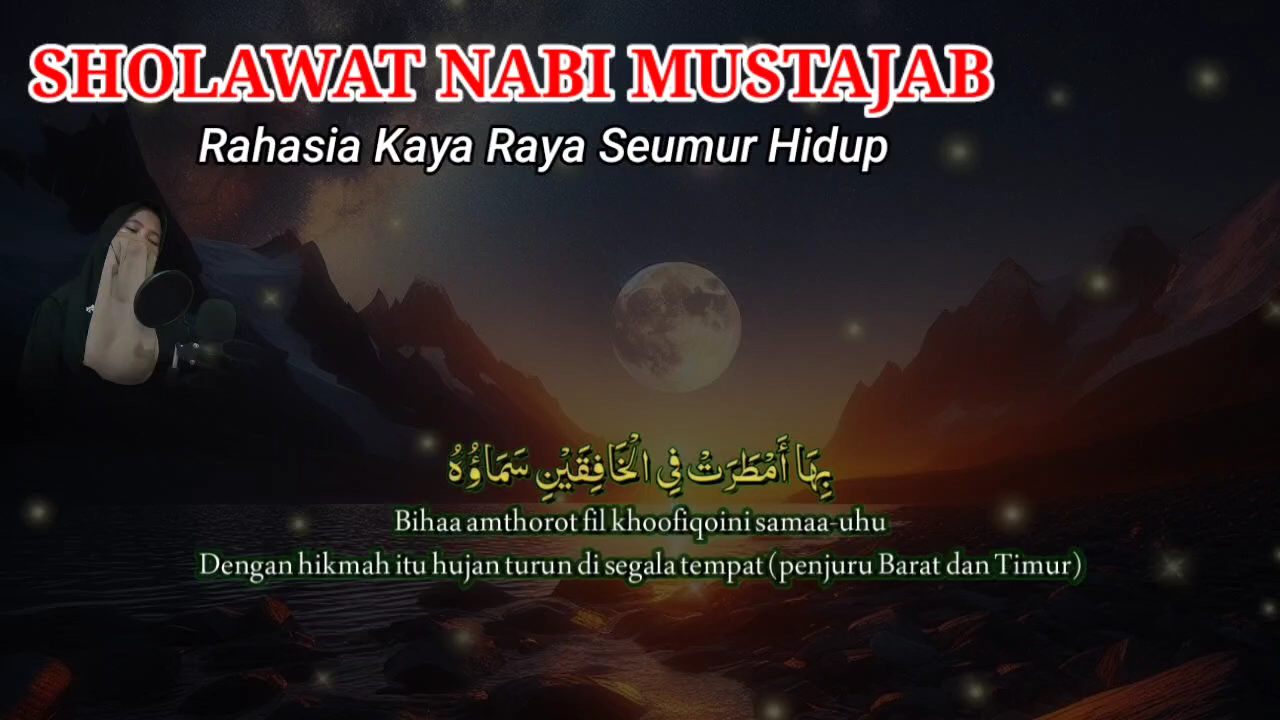 SHOLAWAT NABI MUSTAJAB
Rahasia Kaya Raya Seumur Hidup
بِهَا أَمْطَرَتْ فِي الْخَافِقَيْنِ سَمَاؤُهُ
Bihaa amthorot fil khoofiqoini samaa-uhu
Dengan hikmah itu hujan turun di segala tempat (penjuru Barat dan Timur)